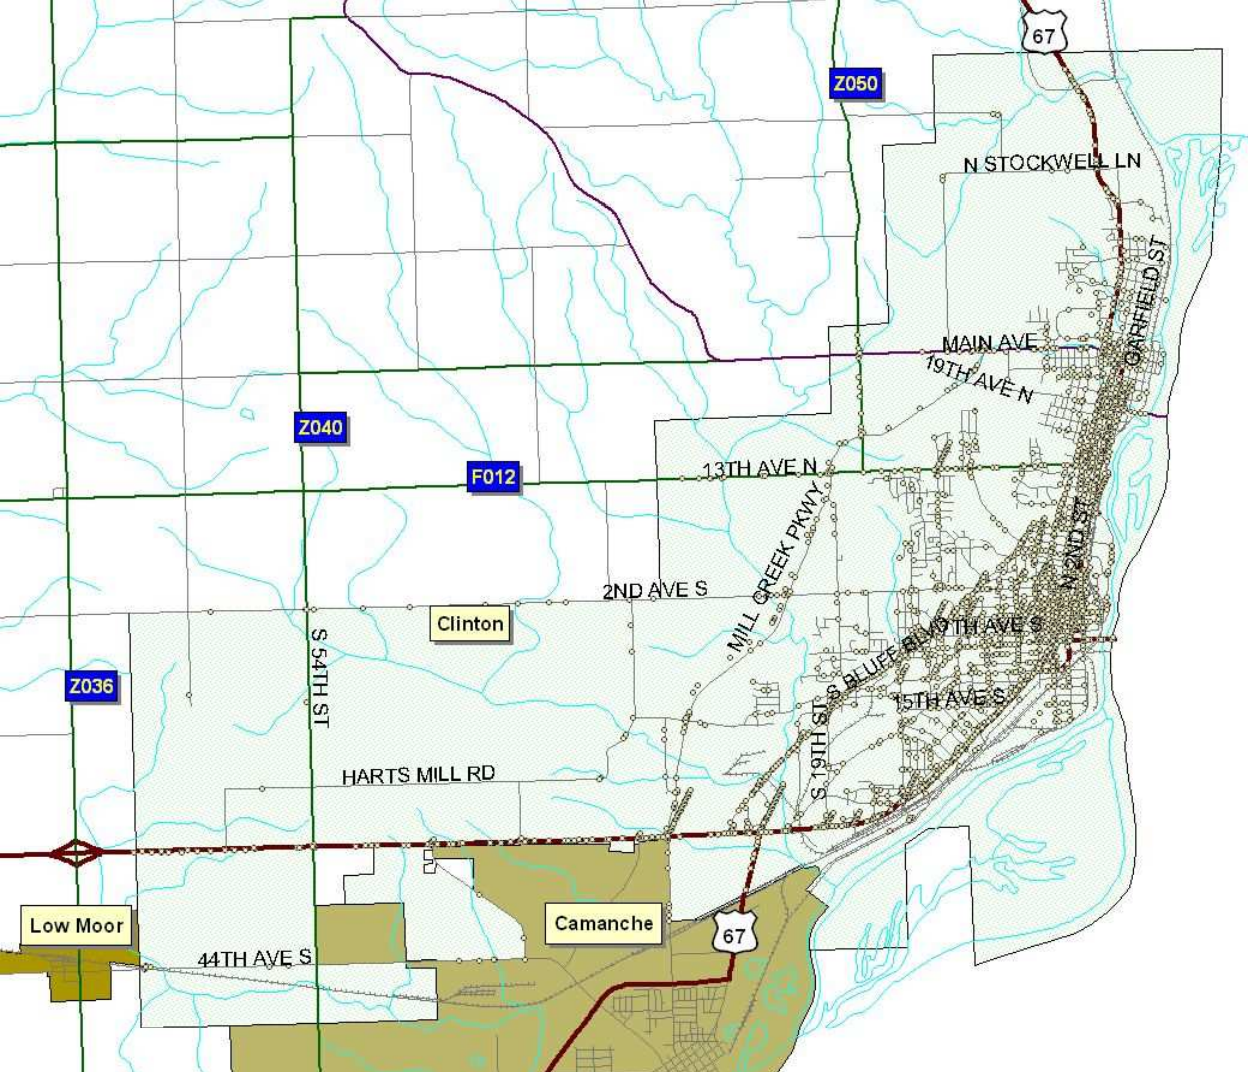 67
Z050
N STOCKWELL LN
GARFIELD ST
MAIN AVE
19TH AVE N
Z040
13TH AVE N
F012
MILL CREEK PKWY
N 2ND ST
2ND AVE S
Clinton
7TH AVE S
S BLUFF BLVD
S 54TH ST
Z036
15TH AVE S
S 19TH ST
HARTS MILL RD
Low Moor
Camanche
67
44TH AVE S